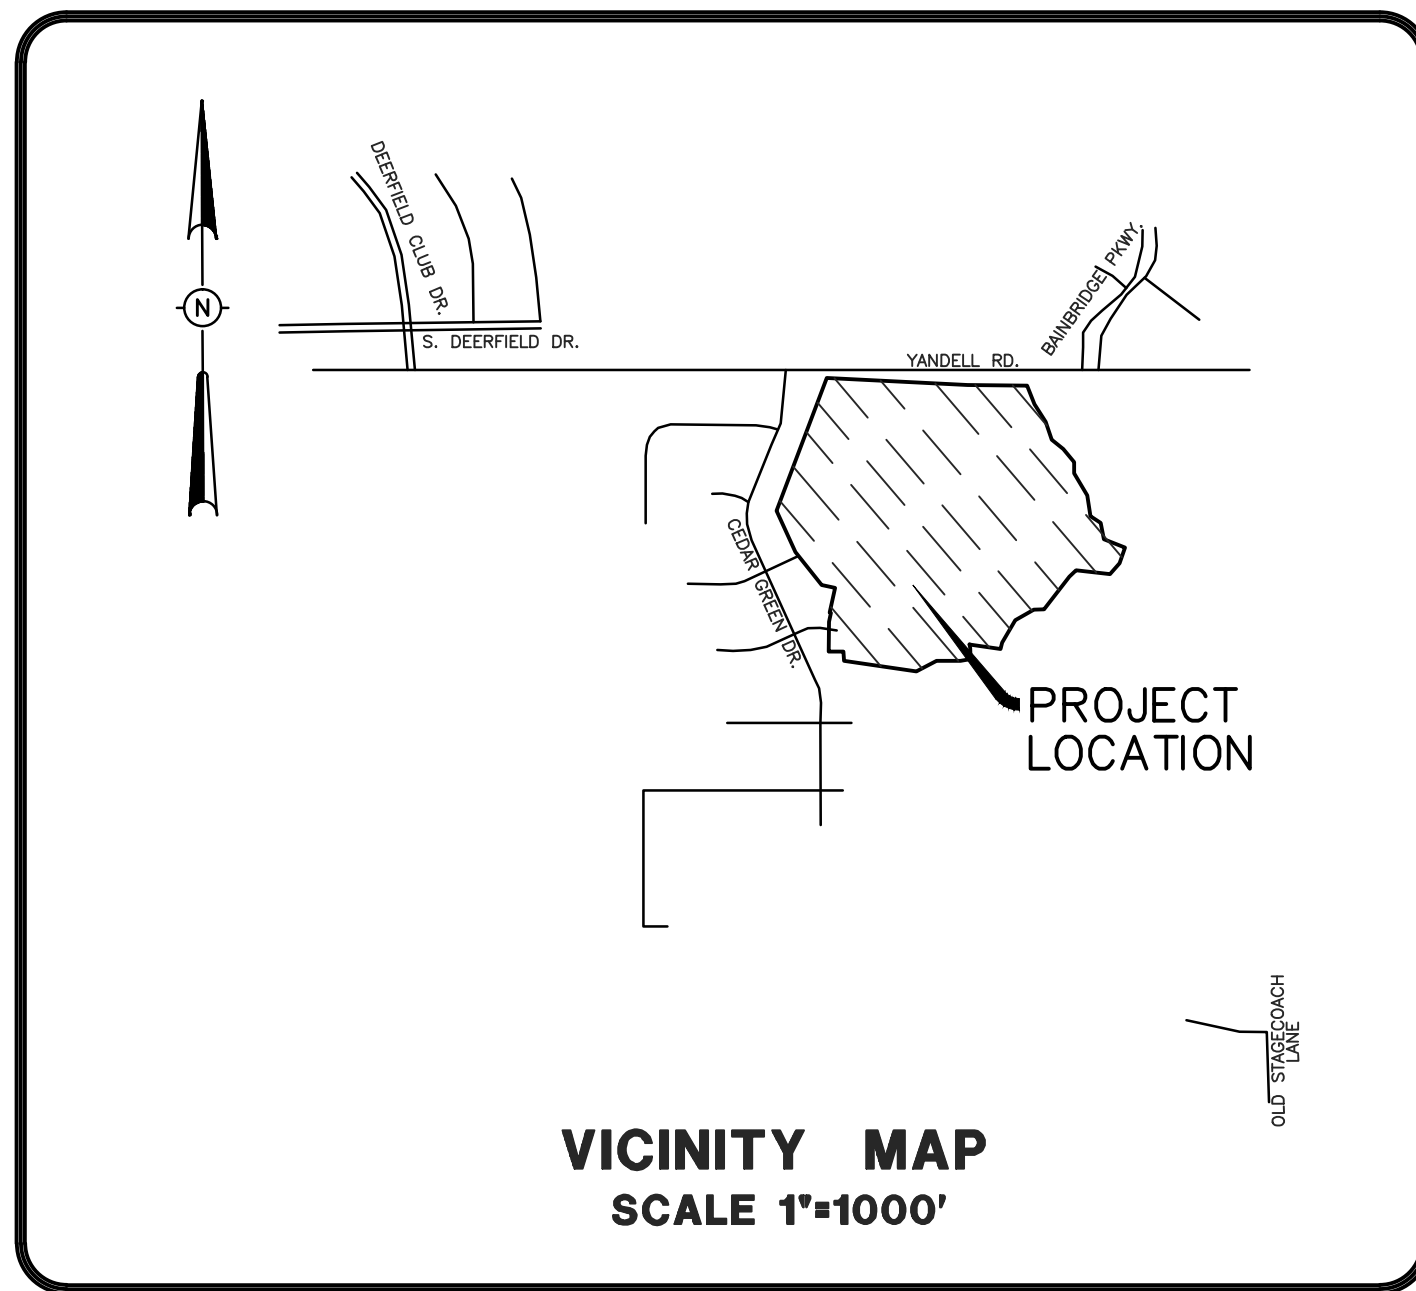 DEERFIELD CLUB DR.
BAINBRIDGE PKWY.
N
S. DEERFIELD DR.
YANDELL RD.
CEDAR GREEN DR.
PROJECT
LOCATION
OLD STAGECOACH
LANE
VICINITY MAP
SCALE 1"=1000'